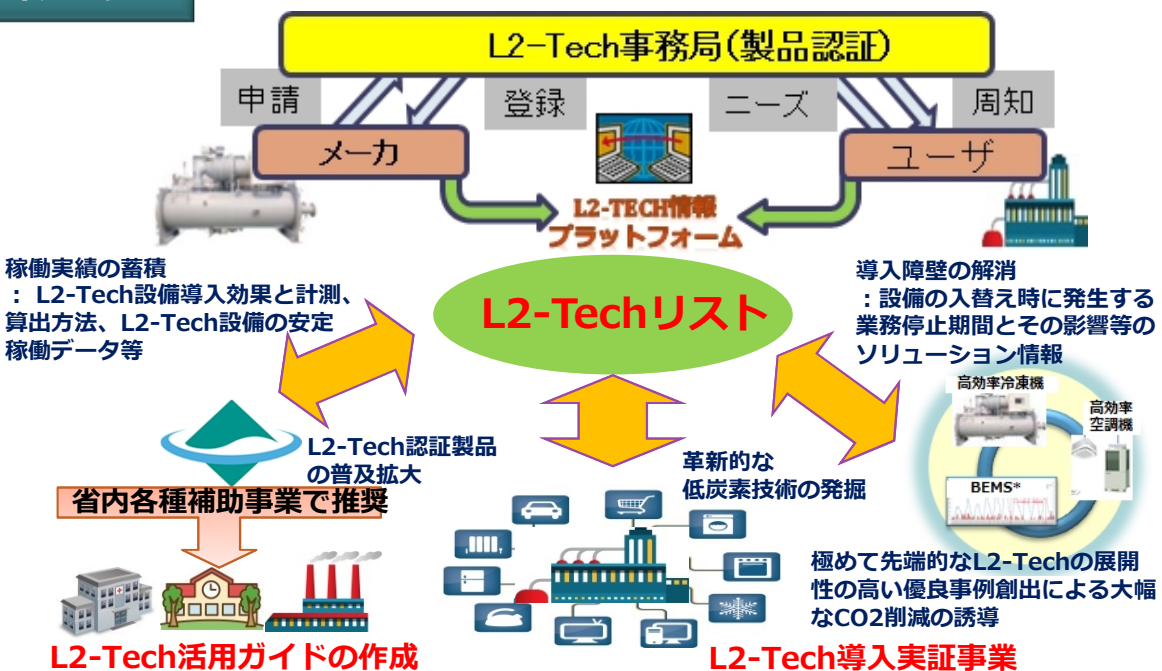 L2-Tech事務局(製品認証)
申請
登録
ニーズ
周知
メーカ
ユーザ
L2-TECH情報
プラットフォーム
稼働実績の蓄積
: L2-Tech設備導入効果と計測、
算出方法、L2-Tech設備の安定
稼働データ等
L2-Techリスト
導入障壁の解消
:設備の入替え時に発生する
業務停止期間とその影響等の
ソリューション情報
高効率冷凍機
高効率
空調機
BEMS*
L2-Tech認証製品
の普及拡大
革新的な
低炭素技術の発掘
省内各種補助事業で推奨
極めて先端的なL2-Techの展開
性の高い優良事例創出による大幅
なCO2削減の誘導
L2-Tech活用ガイドの作成
L2-Tech導入実証事業